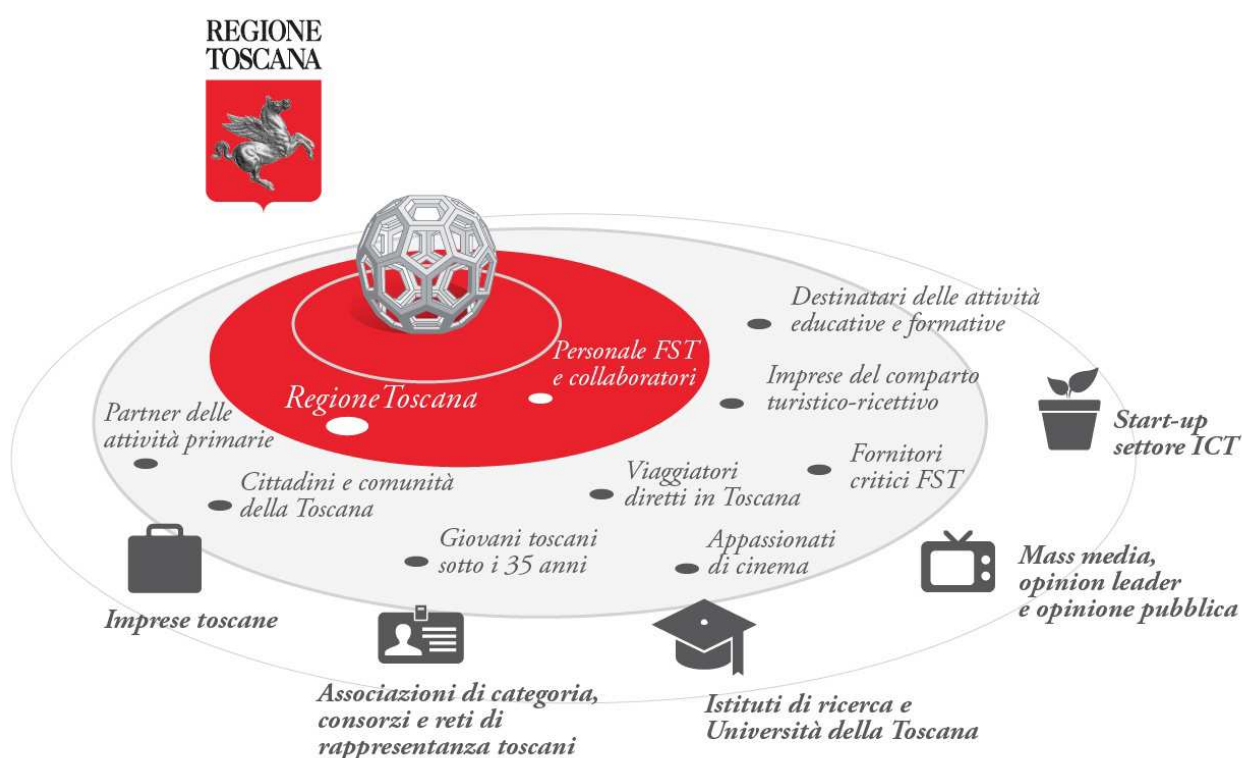 REGIONE
TOSCANA
Destinatari delle attività
educative e formative
Personale FST
e collaboratori
Imprese del comparto
turistico-ricettivo
Regione Toscana
Partner delle
attività primarie
Start-up
settore ICT
Cittadini e comunità
della Toscana
Viaggiatori
diretti in Toscana
Fornitori
critici FST
Giovani toscani
sotto i 35 anni
Appassionati
di cinema
Mass media,
opinion leader
e opinione pubblica
Imprese toscane
Associazioni di categoria,
consorzi e reti di
rappresentanza toscani
Istituti di ricerca e
Università della Toscana